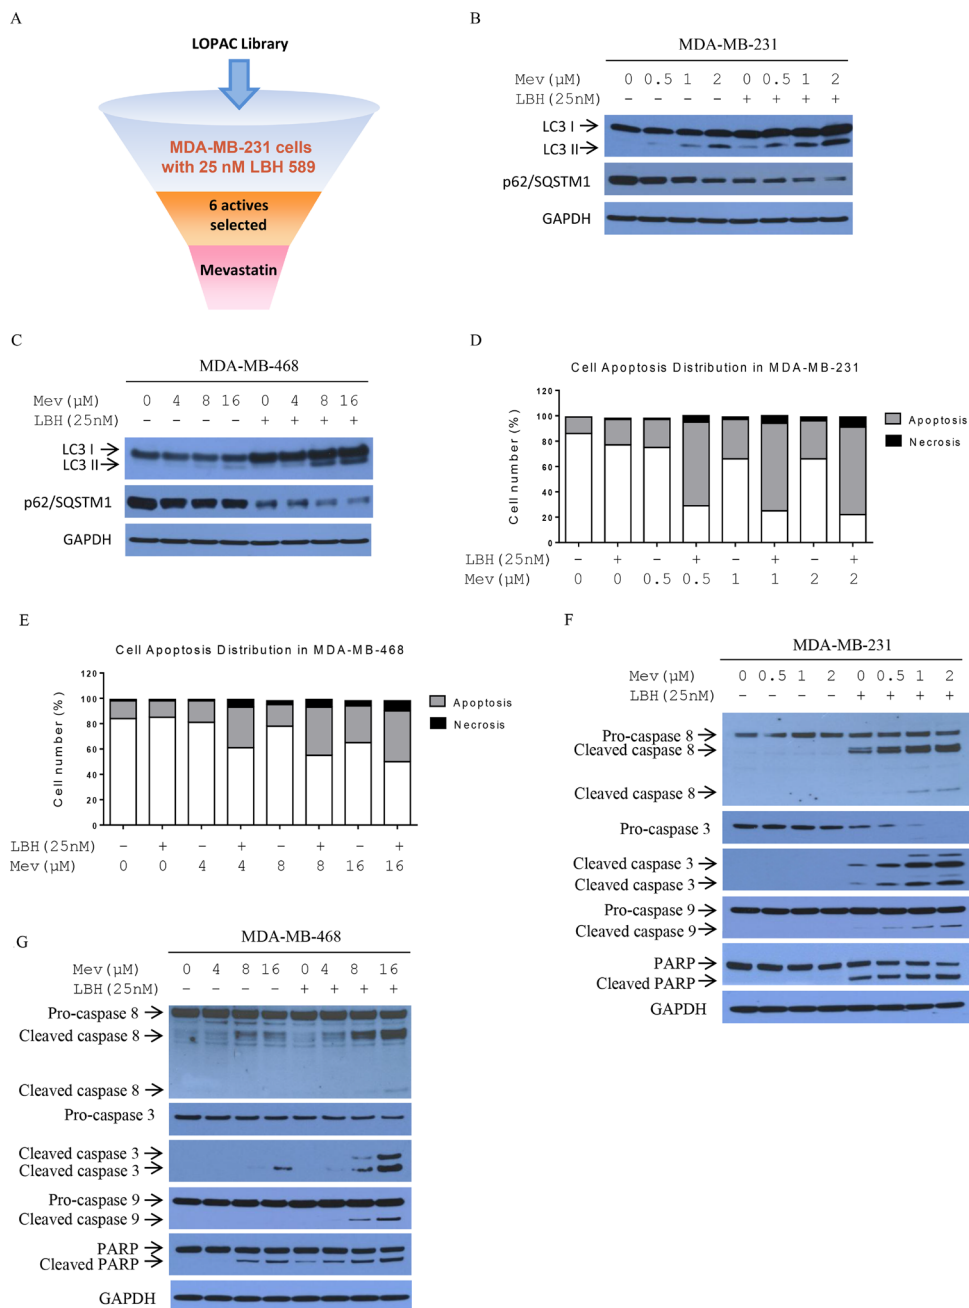 A
LOPAC Library
MDA-MB-231 cells
with 25 nM LBH 589
6 actives
selected
Mevastatin
B
MDA-MB-231
Mev(μM) 0 0.5 1 2 0 0.5 1 2
LBH(25nM) - - - - + + + +
LC3 I
LC3 II
p62/SQSTM1
GAPDH
C
MDA-MB-468
Mev(μM) 0 4 8 16 0 4 8 16
LBH(25nM) - - - - + + + +
LC3 I
LC3 II
p62/SQSTM1
GAPDH
D
Cell Apoptosis Distribution in MDA-MB-231
Cell number (%)
120
100
80
60
40
20
0
Apoptosis
Necrosis
LBH(25nM) - + - + - + - +
Mev(μM) 0 0 0.5 0.5 1 1 2 2
E
Cell Apoptosis Distribution in MDA-MB-468
Cell number (%)
120
100
80
60
40
20
0
Apoptosis
Necrosis
LBH(25nM) - + - + - + - +
Mev(μM) 0 0 4 4 8 8 16 16
F
MDA-MB-231
Mev(μM) 0 0.5 1 2 0 0.5 1 2
LBH(25nM) - - - - + + + +
Pro-caspase 8
Cleaved caspase 8
Cleaved caspase 8
Pro-caspase 3
Cleaved caspase 3
Cleaved caspase 3
Pro-caspase 9
Cleaved caspase 9
PARP
Cleaved PARP
GAPDH
G
MDA-MB-468
Mev(μM) 0 4 8 16 0 4 8 16
LBH(25nM) - - - - + + + +
Pro-caspase 8
Cleaved caspase 8
Cleaved caspase 8
Pro-caspase 3
Cleaved caspase 3
Cleaved caspase 3
Pro-caspase 9
Cleaved caspase 9
PARP
Cleaved PARP
GAPDH